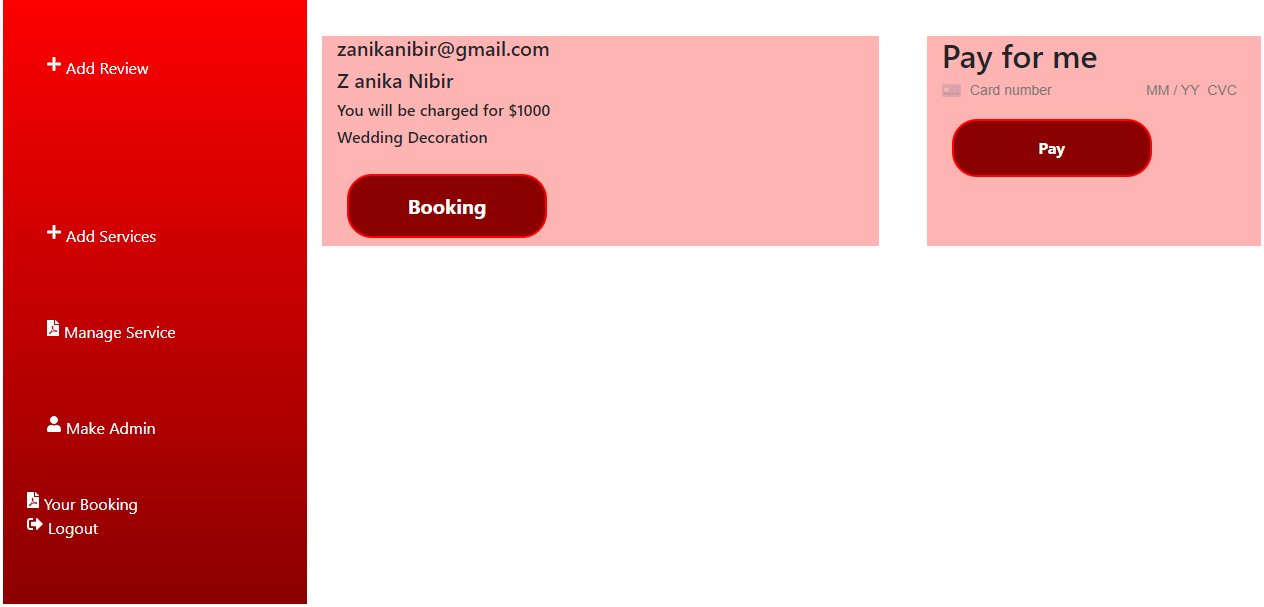 Add Review
Add Services
Manage Service
Make Admin
Your Booking
Logout
zanikanibir@gmail.com
Z anika Nibir
You will be charged for $1000
Wedding Decoration
Booking
Pay for me
Card number MM / YY CVC
Pay